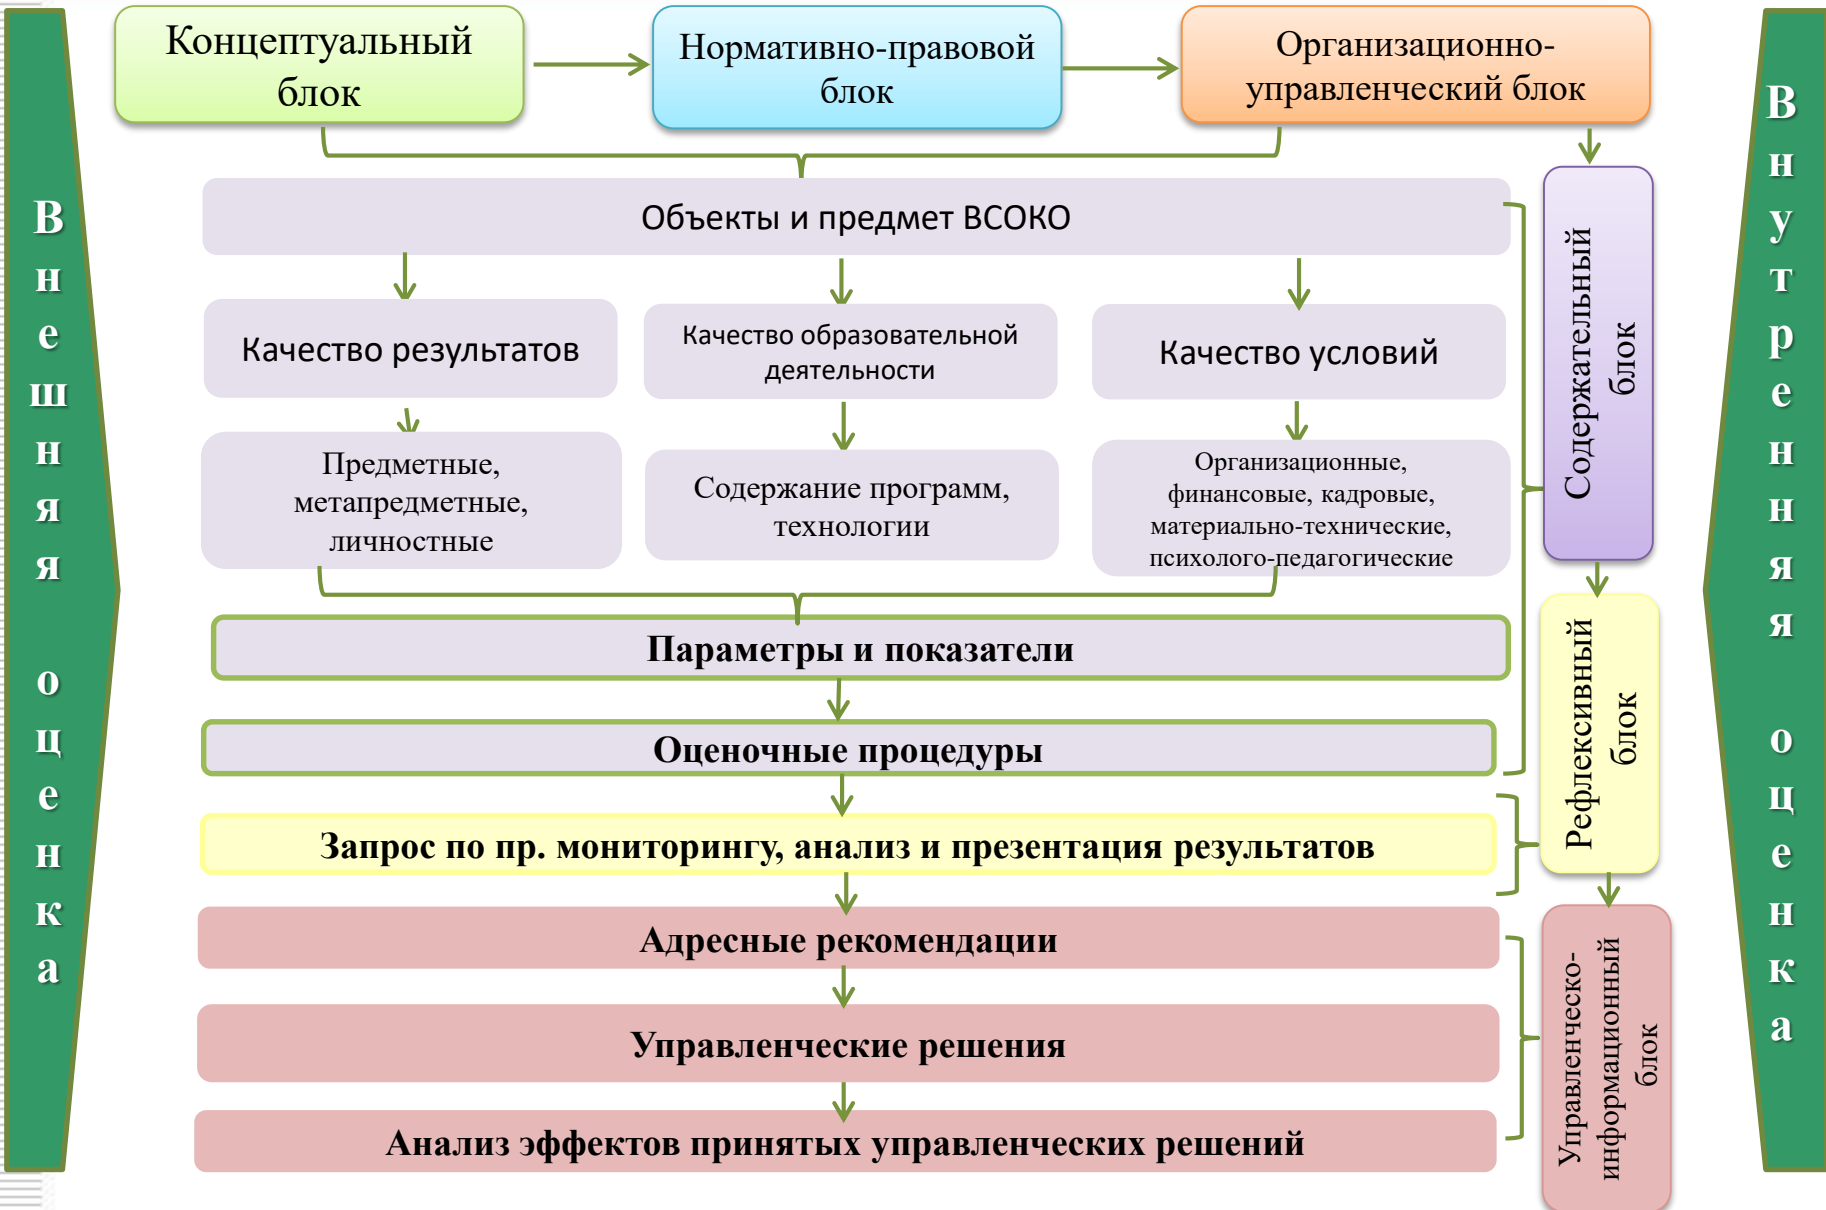 Концептуальный
блок
Нормативно-правовой
блок
Организационно-
управленческий блок
Внешняя оценка
Внутренняя оценка
Объекты и предмет ВСОКО
Качество результатов
Качество образовательной
деятельности
Качество условий
Предметные,
метапредметные,
личностные
Содержание программ,
технологии
Организационные,
финансовые, кадровые,
материально-технические,
психолого-педагогические
Содержательный
блок
Параметры и показатели
Оценочные процедуры
Рефлексивный
блок
Запрос по пр. мониторингу, анализ и презентация результатов
Адресные рекомендации
Управленческие решения
Анализ эффектов принятых управленческих решений
Управленческо-
информационный
блок